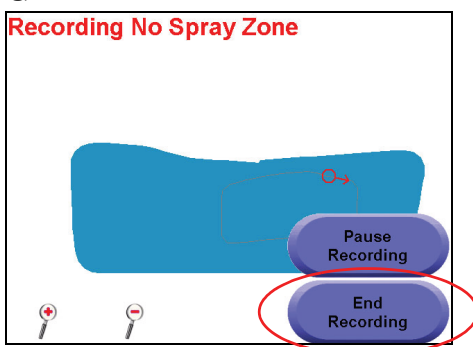 Recording No Spray Zone
Pause
Recording
End
Recording